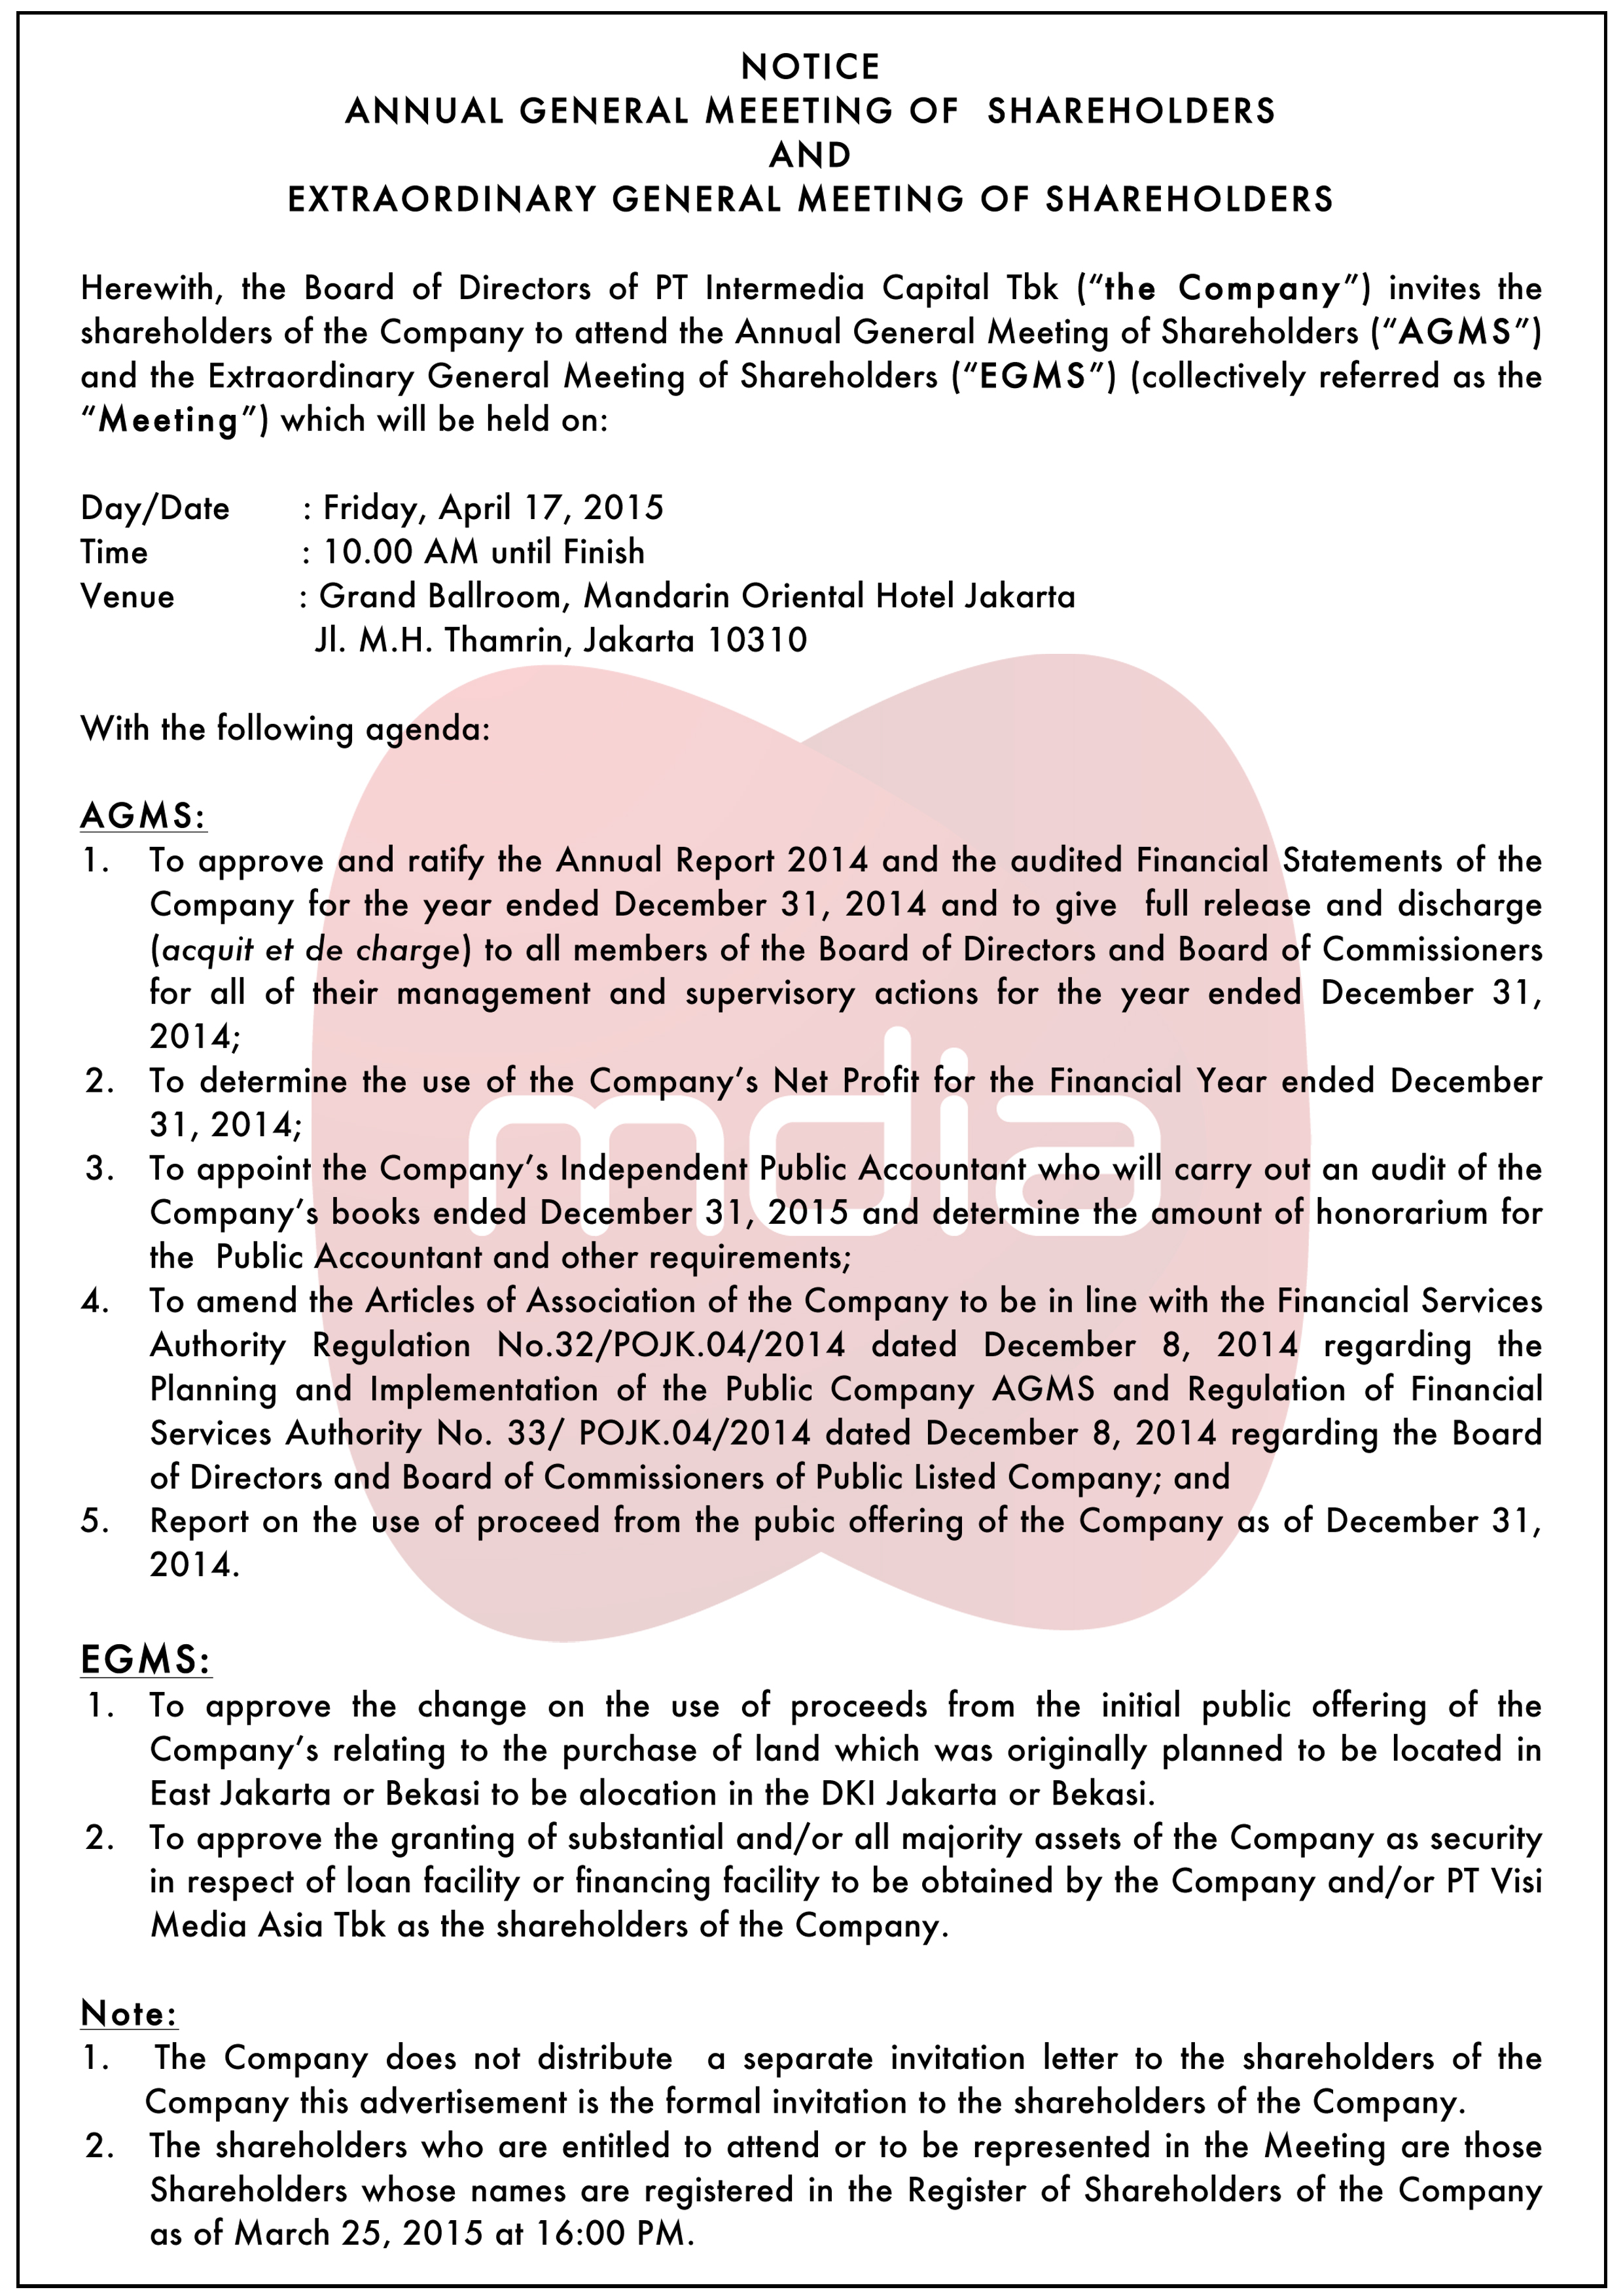 NOTICE
ANNUAL GENERAL MEEETING OF SHAREHOLDERS
AND
EXTRAORDINARY GENERAL MEETING OF SHAREHOLDERS
Herewith, the Board of Directors of PT Intermedia Capital Tbk (“the Company”) invites the
shareholders of the Company to attend the Annual General Meeting of Shareholders (“AGMS”)
and the Extraordinary General Meeting of Shareholders (“EGMS”) (collectively referred as the
“Meeting”) which will be held on:
Day/Date : Friday, April 17, 2015
Time : 10.00 AM until Finish
Venue : Grand Ballroom, Mandarin Oriental Hotel Jakarta
Jl. M.H. Thamrin, Jakarta 10310
With the following agenda:
AGMS:
1. To approve and ratify the Annual Report 2014 and the audited Financial Statements of the
Company for the year ended December 31, 2014 and to give full release and discharge
(acquit et de charge) to all members of the Board of Directors and Board of Commissioners
for all of their management and supervisory actions for the year ended December 31,
2014;
2. To determine the use of the Company’s Net Profit for the Financial Year ended December
31, 2014;
3. To appoint the Company’s Independent Public Accountant who will carry out an audit of the
Company’s books ended December 31, 2015 and determine the amount of honorarium for
the Public Accountant and other requirements;
4. To amend the Articles of Association of the Company to be in line with the Financial Services
Authority Regulation No.32/POJK.04/2014 dated December 8, 2014 regarding the
Planning and Implementation of the Public Company AGMS and Regulation of Financial
Services Authority No. 33/ POJK.04/2014 dated December 8, 2014 regarding the Board
of Directors and Board of Commissioners of Public Listed Company; and
5. Report on the use of proceed from the pubic offering of the Company as of December 31,
2014.
mdia
EGMS:
1. To approve the change on the use of proceeds from the initial public offering of the
Company’s relating to the purchase of land which was originally planned to be located in
East Jakarta or Bekasi to be alocation in the DKI Jakarta or Bekasi.
2. To approve the granting of substantial and/or all majority assets of the Company as security
in respect of loan facility or financing facility to be obtained by the Company and/or PT Visi
Media Asia Tbk as the shareholders of the Company.
Note:
1. The Company does not distribute a separate invitation letter to the shareholders of the
Company this advertisement is the formal invitation to the shareholders of the Company.
2. The shareholders who are entitled to attend or to be represented in the Meeting are those
Shareholders whose names are registered in the Register of Shareholders of the Company
as of March 25, 2015 at 16:00 PM.